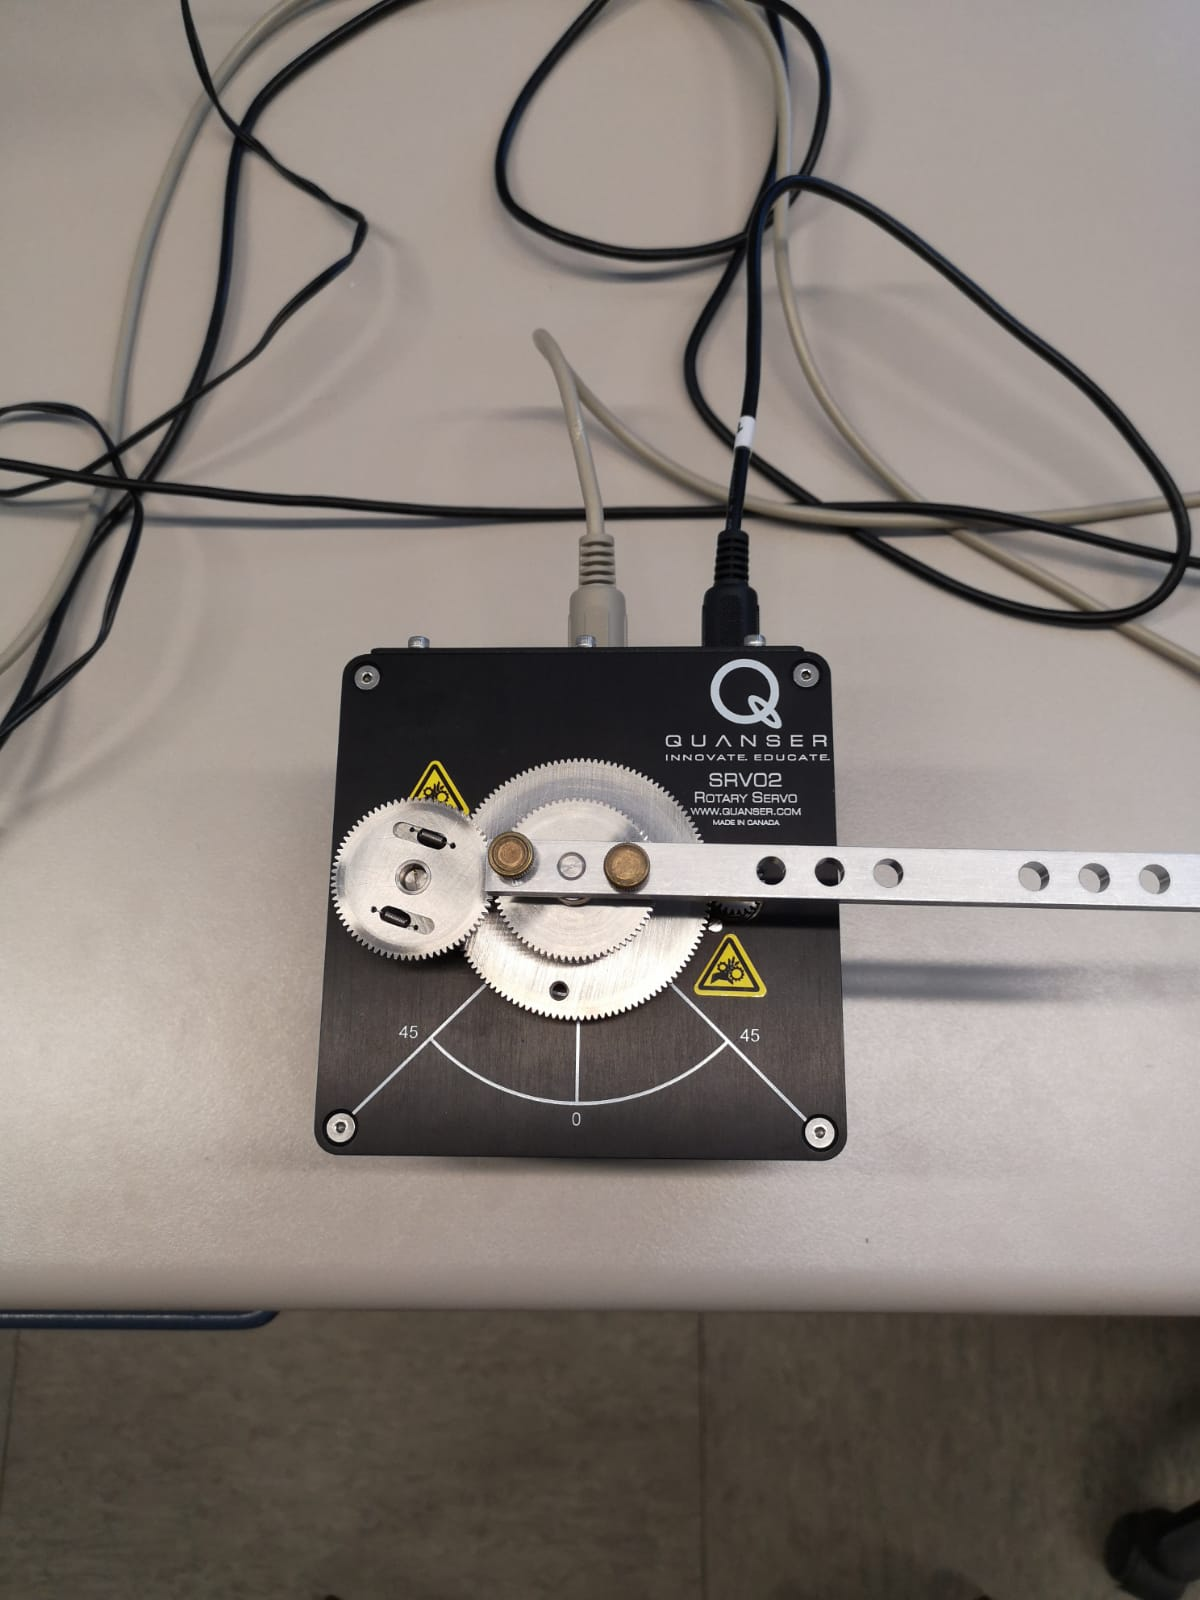 QUANSER
INNOVATE. EDUCATE.
SRV02
ROTARY SERVO
WWW.QUANSER.COM
MADE IN CANADA
45
45
0